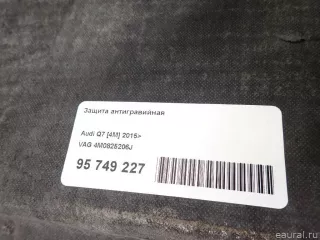 Защита антигравийная
Audi Q7 [4M] 2015>
VAG 4M0825206J
95 749 227
eaural.ru